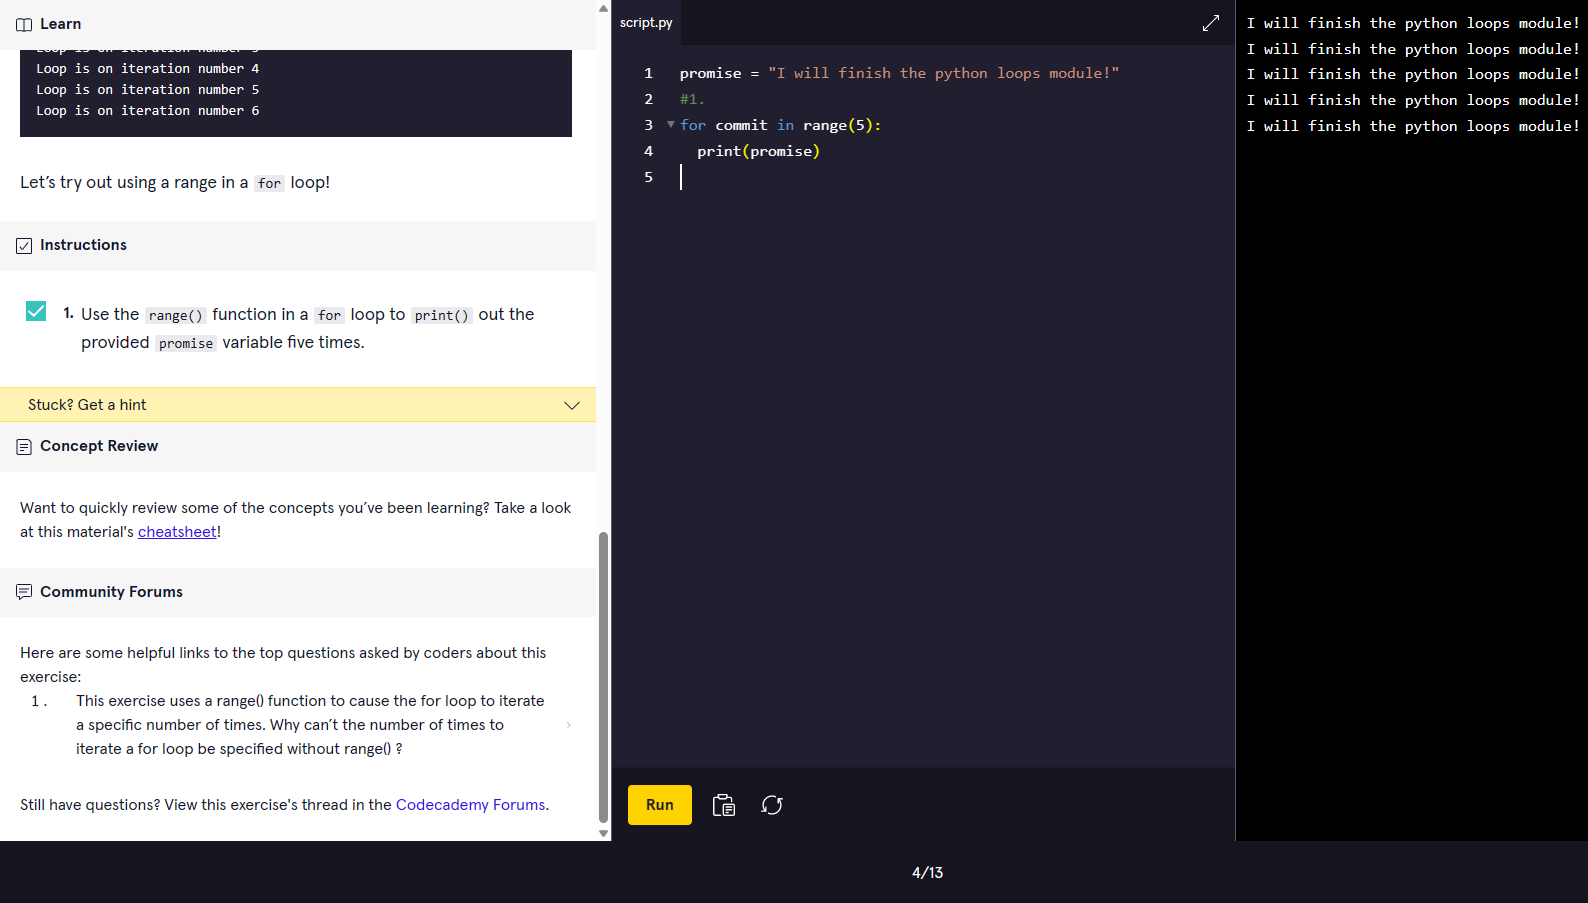 Learn
Loop is on iteration number 3
Loop is on iteration number 4
Loop is on iteration number 5
Loop is on iteration number 6
Let’s try out using a range in a for loop!
Instructions
1. Use the range() function in a for loop to print() out the
provided promise variable five times.
Stuck? Get a hint
Concept Review
Want to quickly review some of the concepts you’ve been learning? Take a look
at this material's cheatsheet!
Community Forums
Here are some helpful links to the top questions asked by coders about this
exercise:
1. This exercise uses a range() function to cause the for loop to iterate
a specific number of times. Why can’t the number of times to
iterate a for loop be specified without range() ?
Still have questions? View this exercise's thread in the Codecademy Forums.
script.py
1 promise = "I will finish the python loops module!"
2 #1.
3 for commit in range(5):
4   print(promise)
5
Run
I will finish the python loops module!
I will finish the python loops module!
I will finish the python loops module!
I will finish the python loops module!
I will finish the python loops module!
4/13